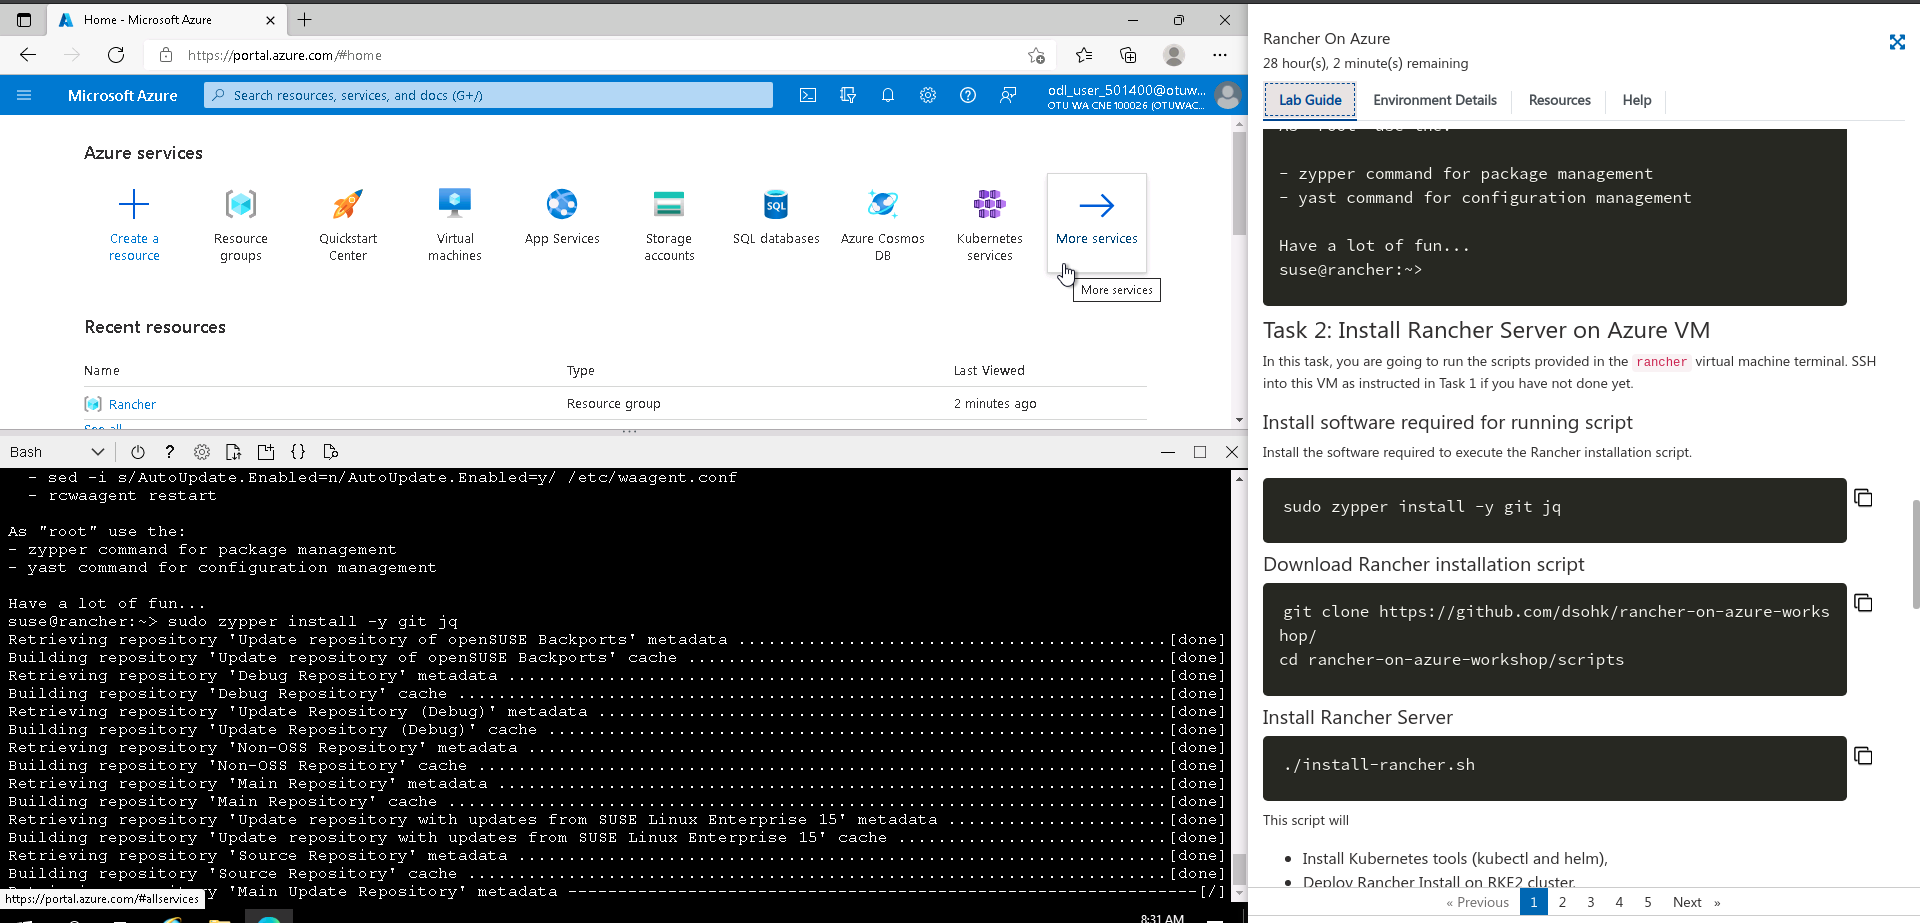 Home - Microsoft Azure
https://portal.azure.com/#home
Microsoft Azure
Search resources, services, and docs (G+/)
odl_user_501400@otuw...
OTU WA CNE 100026 (OTUWAC...
Azure services
Create a resource
Resource groups
Quickstart Center
Virtual machines
App Services
Storage accounts
SQL databases
Azure Cosmos DB
Kubernetes services
More services
More services
Recent resources
Name Type Last Viewed
Rancher Resource group 2 minutes ago
See all
Bash
- sed -i s/AutoUpdate.Enabled=n/AutoUpdate.Enabled=y/ /etc/waagent.conf
- rcwaagent restart
As "root" use the:
- zypper command for package management
- yast command for configuration management
Have a lot of fun...
suse@rancher:~> sudo zypper install -y git jq
Retrieving repository 'Update repository of openSUSE Backports' metadata ...........................................[done]
Building repository 'Update repository of openSUSE Backports' cache ................................................[done]
Retrieving repository 'Debug Repository' metadata ..................................................................[done]
Building repository 'Debug Repository' cache .......................................................................[done]
Retrieving repository 'Update Repository (Debug)' metadata .........................................................[done]
Building repository 'Update Repository (Debug)' cache ..............................................................[done]
Retrieving repository 'Non-OSS Repository' metadata ................................................................[done]
Building repository 'Non-OSS Repository' cache .....................................................................[done]
Retrieving repository 'Main Repository' metadata ...................................................................[done]
Building repository 'Main Repository' cache ........................................................................[done]
Retrieving repository 'Update repository with updates from SUSE Linux Enterprise 15' metadata ......................[done]
Building repository 'Update repository with updates from SUSE Linux Enterprise 15' cache ...........................[done]
Retrieving repository 'Source Repository' metadata .................................................................[done]
Building repository 'Source Repository' cache ......................................................................[done]
'Main Update Repository' metadata ---------------------------------------------------------------[/]
https://portal.azure.com/#allservices
8:31 AM
Rancher On Azure
28 hour(s), 2 minute(s) remaining
Lab Guide Environment Details Resources Help
As "root" use the:
- zypper command for package management
- yast command for configuration management
Have a lot of fun...
suse@rancher:~>
Task 2: Install Rancher Server on Azure VM
In this task, you are going to run the scripts provided in the rancher virtual machine terminal. SSH
into this VM as instructed in Task 1 if you have not done yet.
Install software required for running script
Install the software required to execute the Rancher installation script.
sudo zypper install -y git jq
Download Rancher installation script
git clone https://github.com/dsohk/rancher-on-azure-works
hop/
cd rancher-on-azure-workshop/scripts
Install Rancher Server
./install-rancher.sh
This script will
• Install Kubernetes tools (kubectl and helm),
• Deploy Rancher Install on RKE2 cluster,
« Previous 1 2 3 4 5 Next »